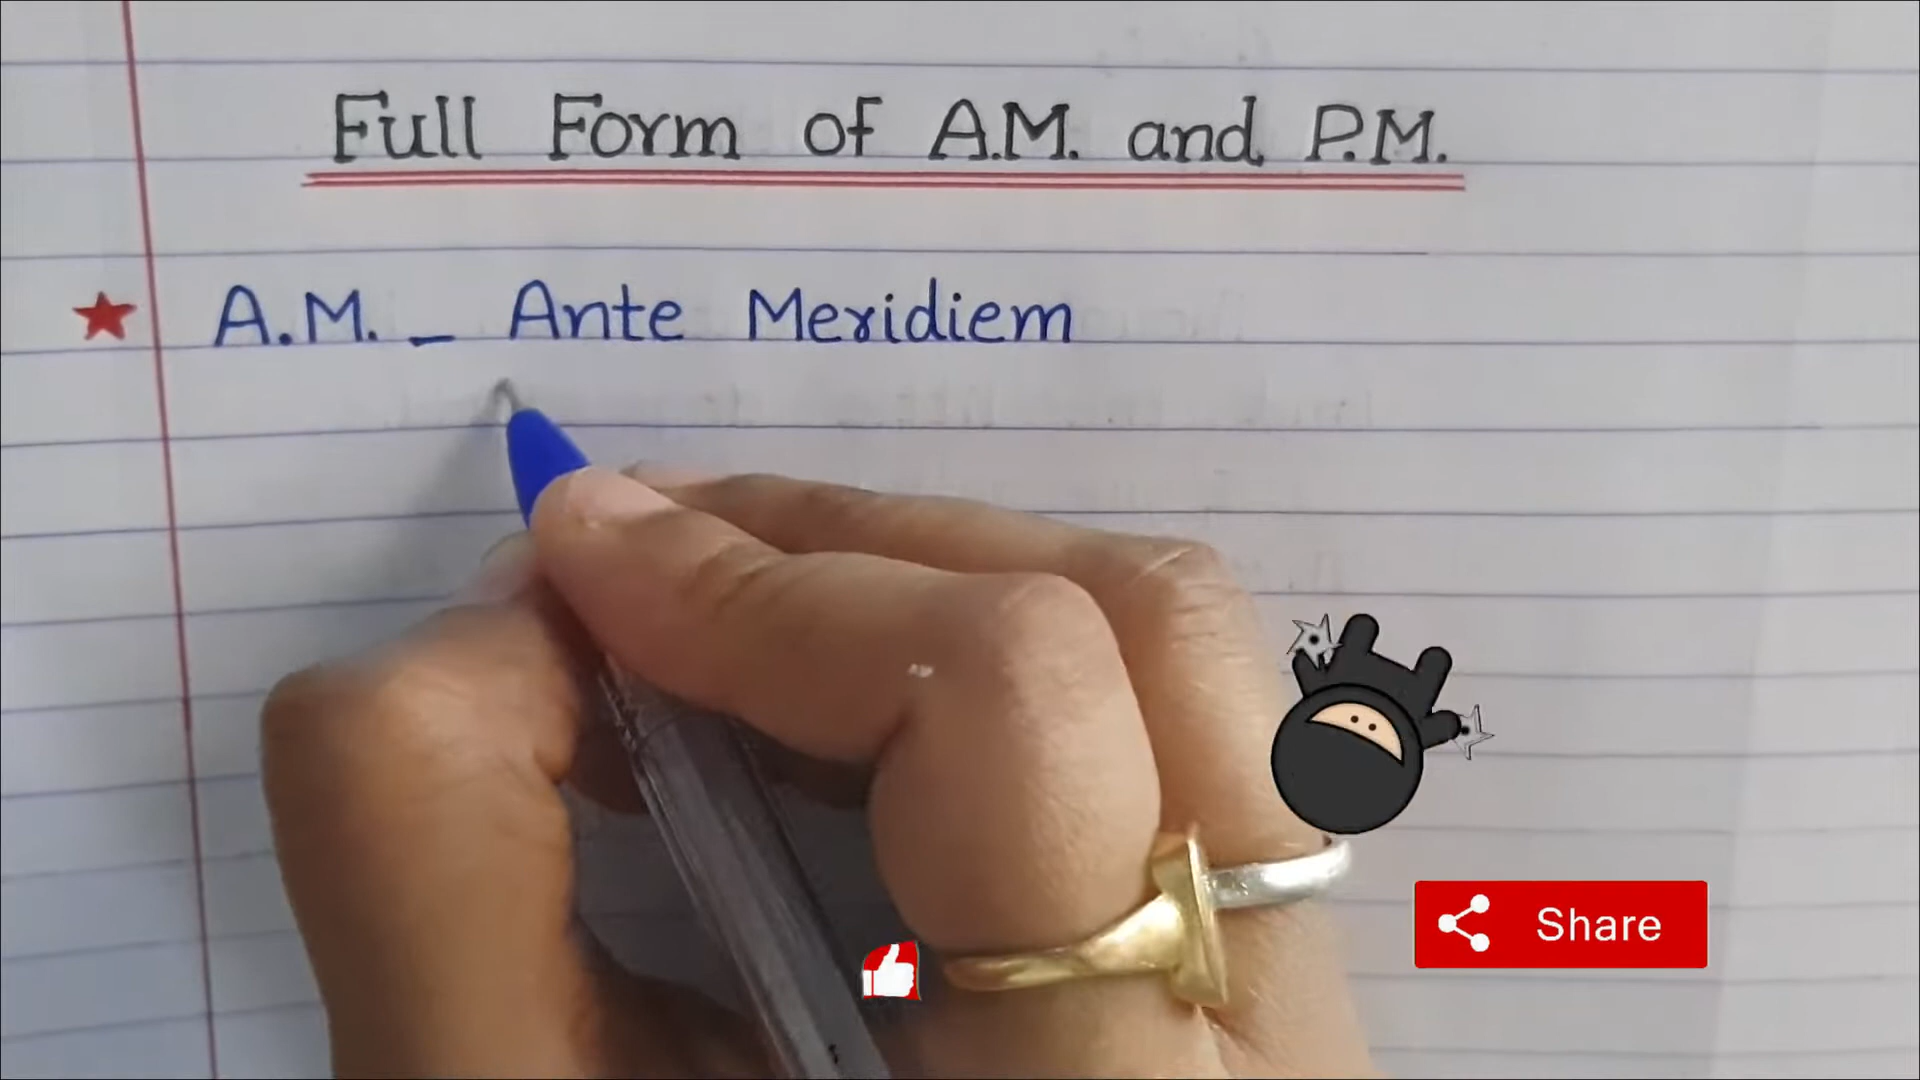 Full Form of A.M. and P.M.
A.M. - Ante Meridiem
Share